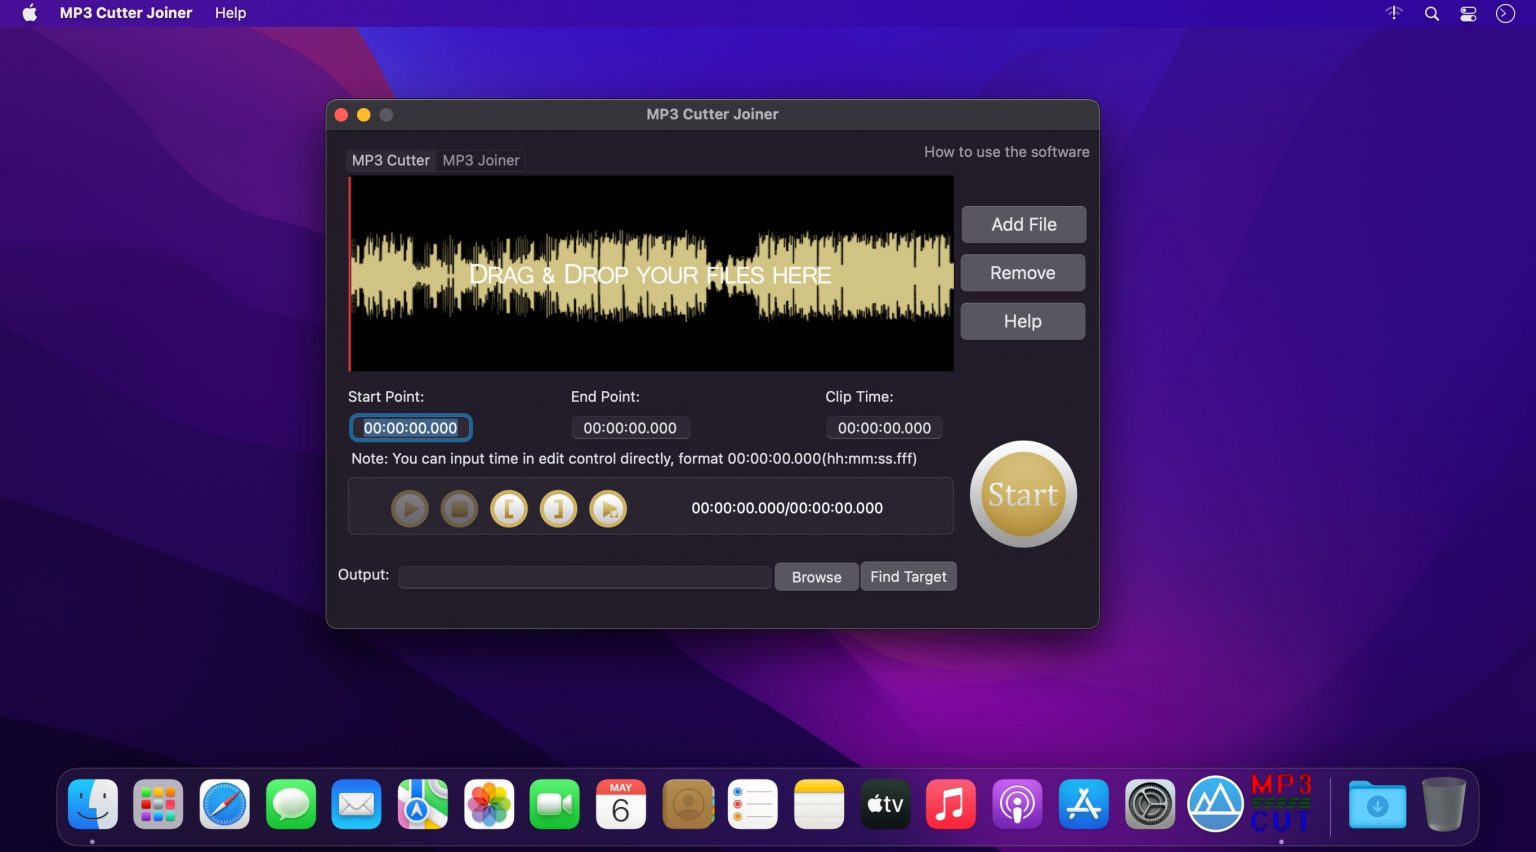 MP3 Cutter Joiner Help
MP3 Cutter Joiner
How to use the software
MP3 Cutter MP3 Joiner
DRAG & DROP YOUR FILES HERE
Add File
Remove
Help
Start Point: End Point: Clip Time:
00:00:00.000 00:00:00.000 00:00:00.000
Note: You can input time in edit control directly, format 00:00:00.000(hh:mm:ss.fff)
00:00:00.000/00:00:00.000
Start
Output: Browse Find Target
MAY
6
tv
MP3
CUT